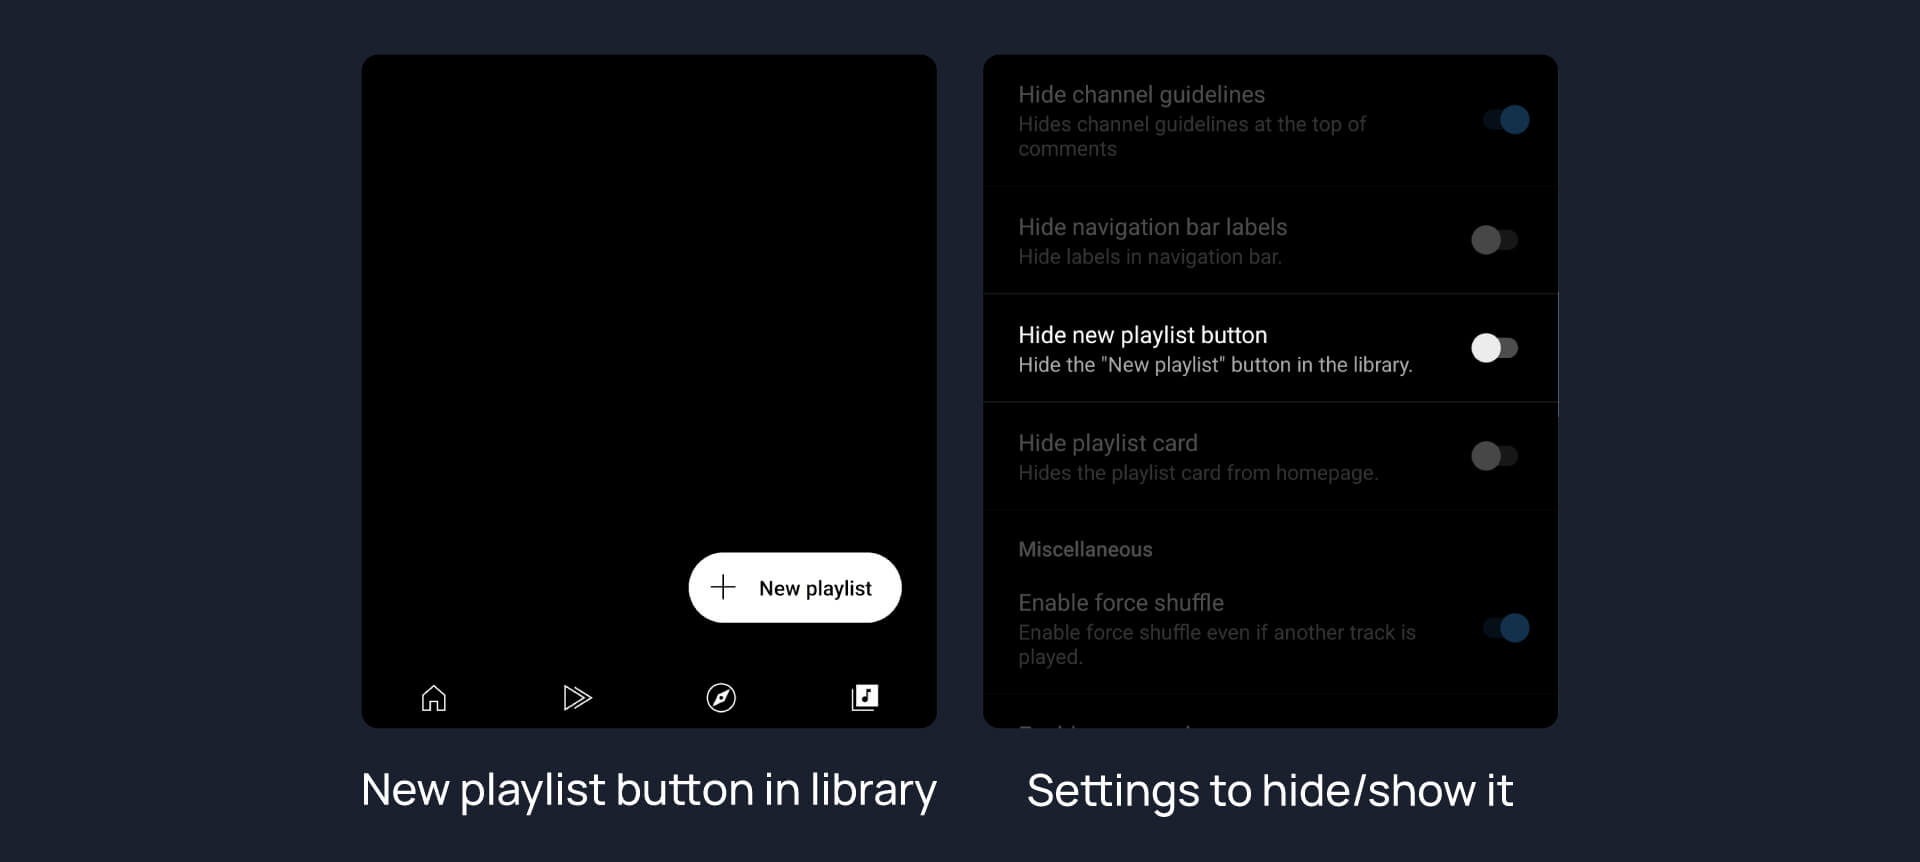 New playlist
New playlist button in library
Hide channel guidelines
Hides channel guidelines at the top of
comments
Hide navigation bar labels
Hide labels in navigation bar.
Hide new playlist button
Hide the "New playlist" button in the library.
Hide playlist card
Hides the playlist card from homepage.
Miscellaneous
Enable force shuffle
Enable force shuffle even if another track is
played.
Settings to hide/show it